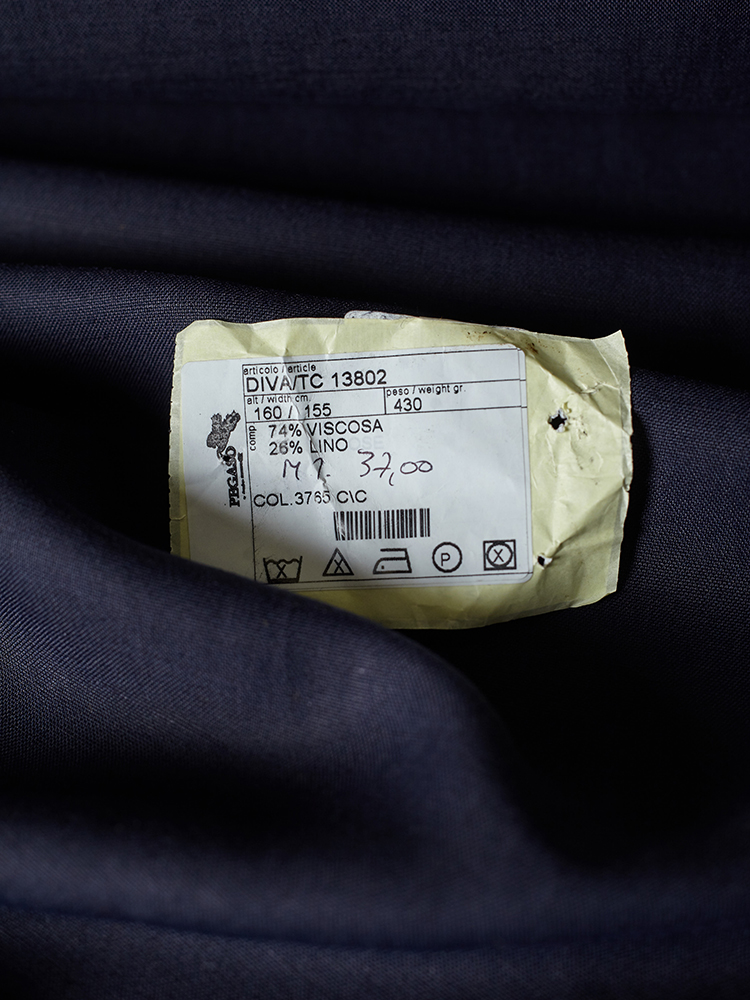 articolo / article
DIVA/TC 13802
alt / width cm.
160 / 155
peso / weight gr.
430
comp
74% VISCOSA
26% LINO
37,00
COL.3765 C\C
PEGASO
P